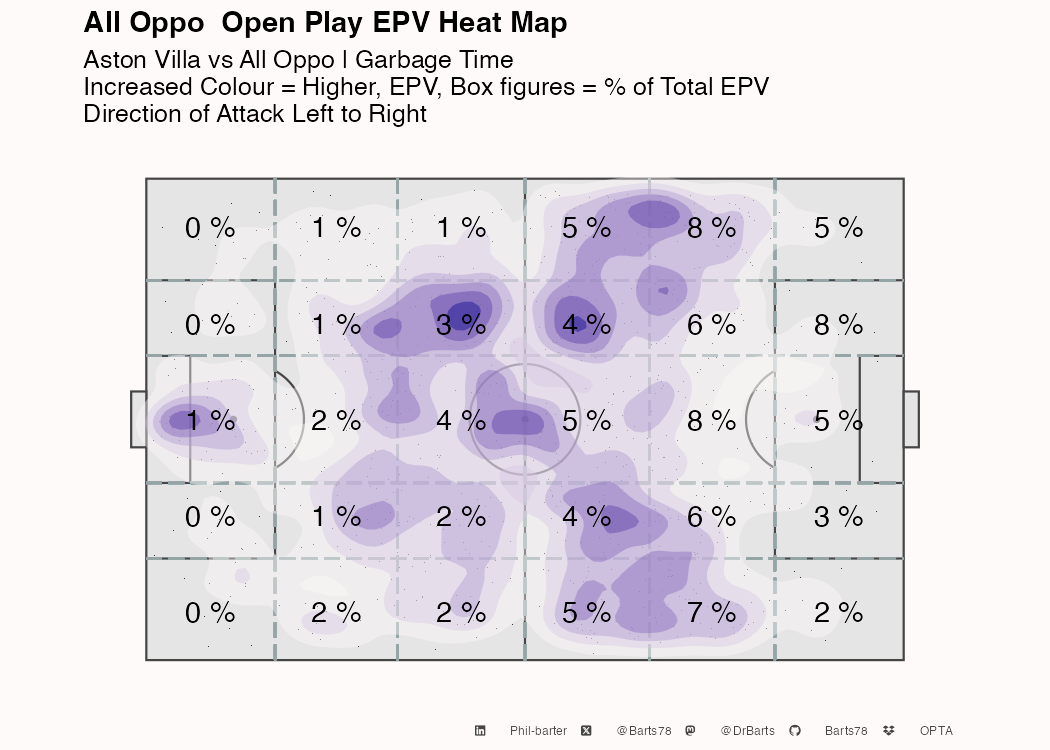 All Oppo  Open Play EPV Heat Map
Aston Villa vs All Oppo | Garbage Time
Increased Colour = Higher, EPV, Box figures = % of Total EPV
Direction of Attack Left to Right
0 % 1 % 1 % 5 % 8 % 5 %
0 % 1 % 3 % 4 % 6 % 8 %
1 % 2 % 4 % 5 % 8 % 5 %
0 % 1 % 2 % 4 % 6 % 3 %
0 % 2 % 2 % 5 % 7 % 2 %
Phil-barter @Barts78 @DrBarts Barts78 OPTA